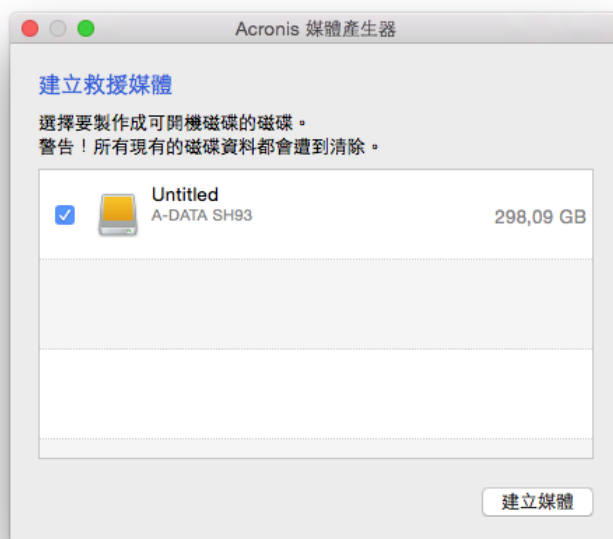 Acronis 媒體產生器
建立救援媒體
選擇要製作成可開機磁碟的磁碟。
警告！所有現有的磁碟資料都會遭到清除。
Untitled
A-DATA SH93
298,09 GB
建立媒體